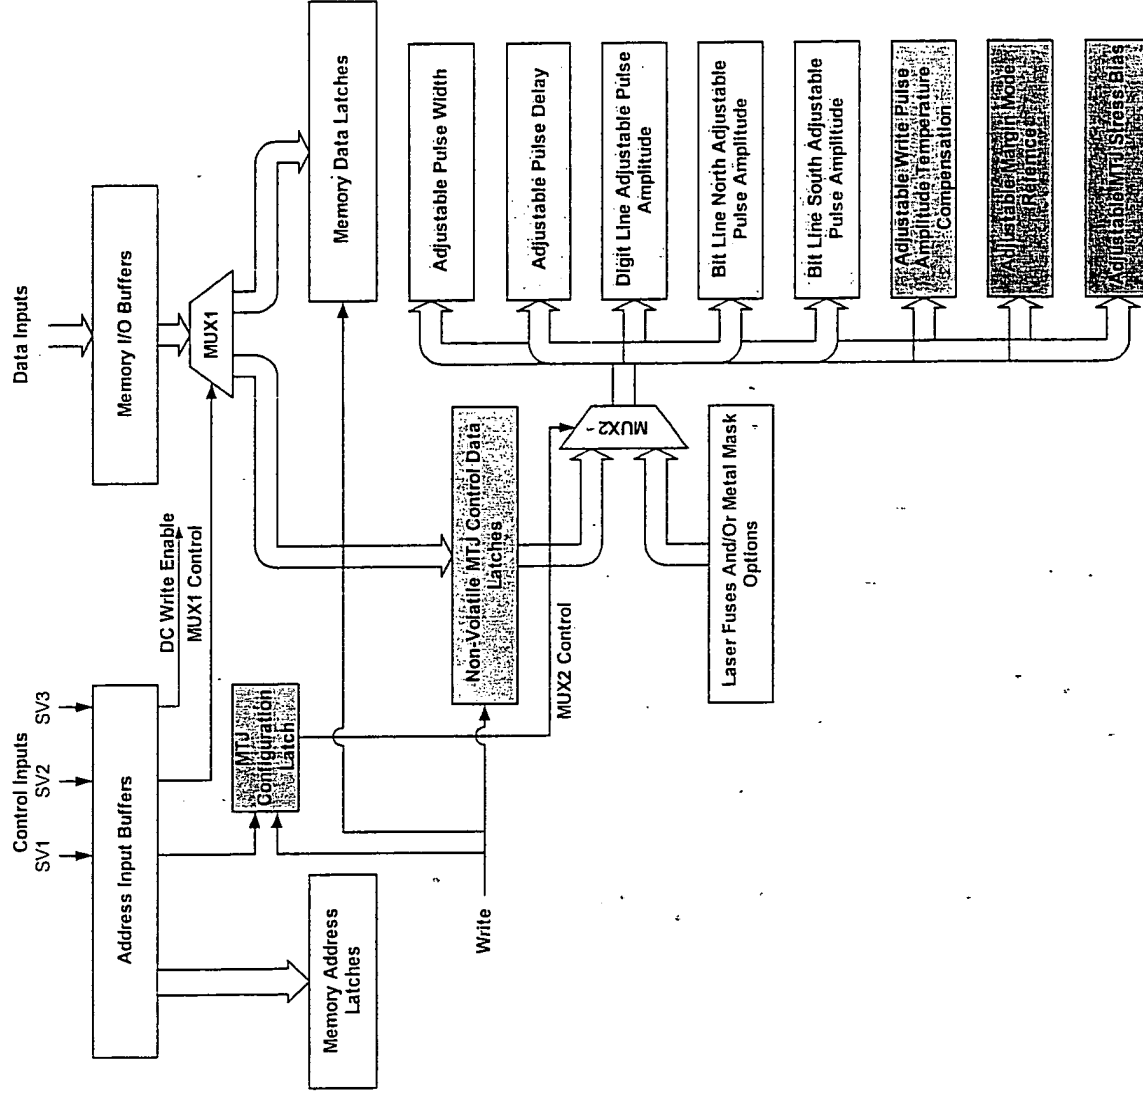 Control Inputs
SV1
SV2
SV3
Data Inputs
Address Input Buffers
Memory I/O Buffers
DC Write Enable
MUX1 Control
MUX1
Memory Address
Latches
MTJ
Configuration
Latch
Memory Data Latches
Write
Non-Volatile MTJ Control Data
Latches
MUX2 Control
MUX2
Laser Fuses And/Or Metal Mask
Options
Adjustable Pulse Width
Adjustable Pulse Delay
Digit Line Adjustable Pulse
Amplitude
Bit Line North Adjustable
Pulse Amplitude
Bit Line South Adjustable
Pulse Amplitude
Adjustable Write Pulse
Amplitude Temperature
Compensation
Adjustable Margin Mode
Reference
Adjustable MTJ Stress Bias